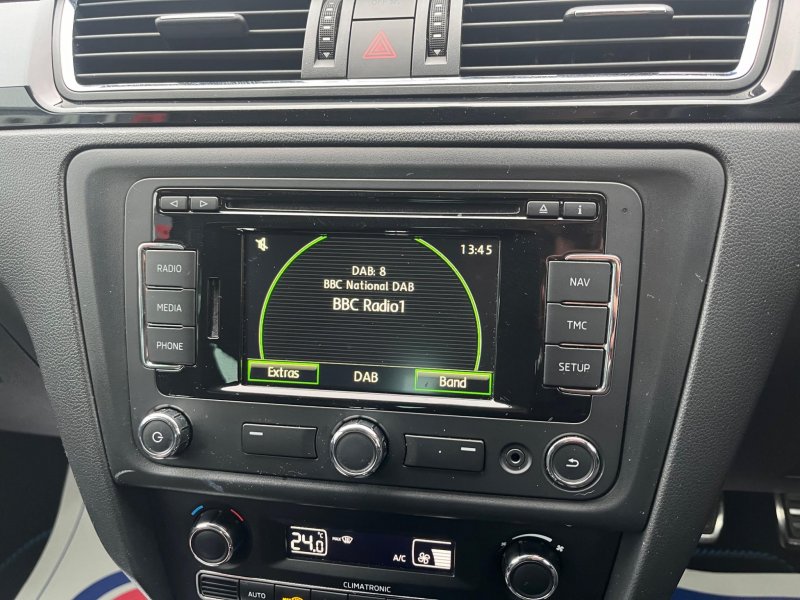 13:45
RADIO
DAB: 8
BBC National DAB
NAV
BBC Radio1
MEDIA
TMC
PHONE
SETUP
Extras
DAB
Band
24.0
°C
MAX
A/C
CLIMATRONIC
AUTO